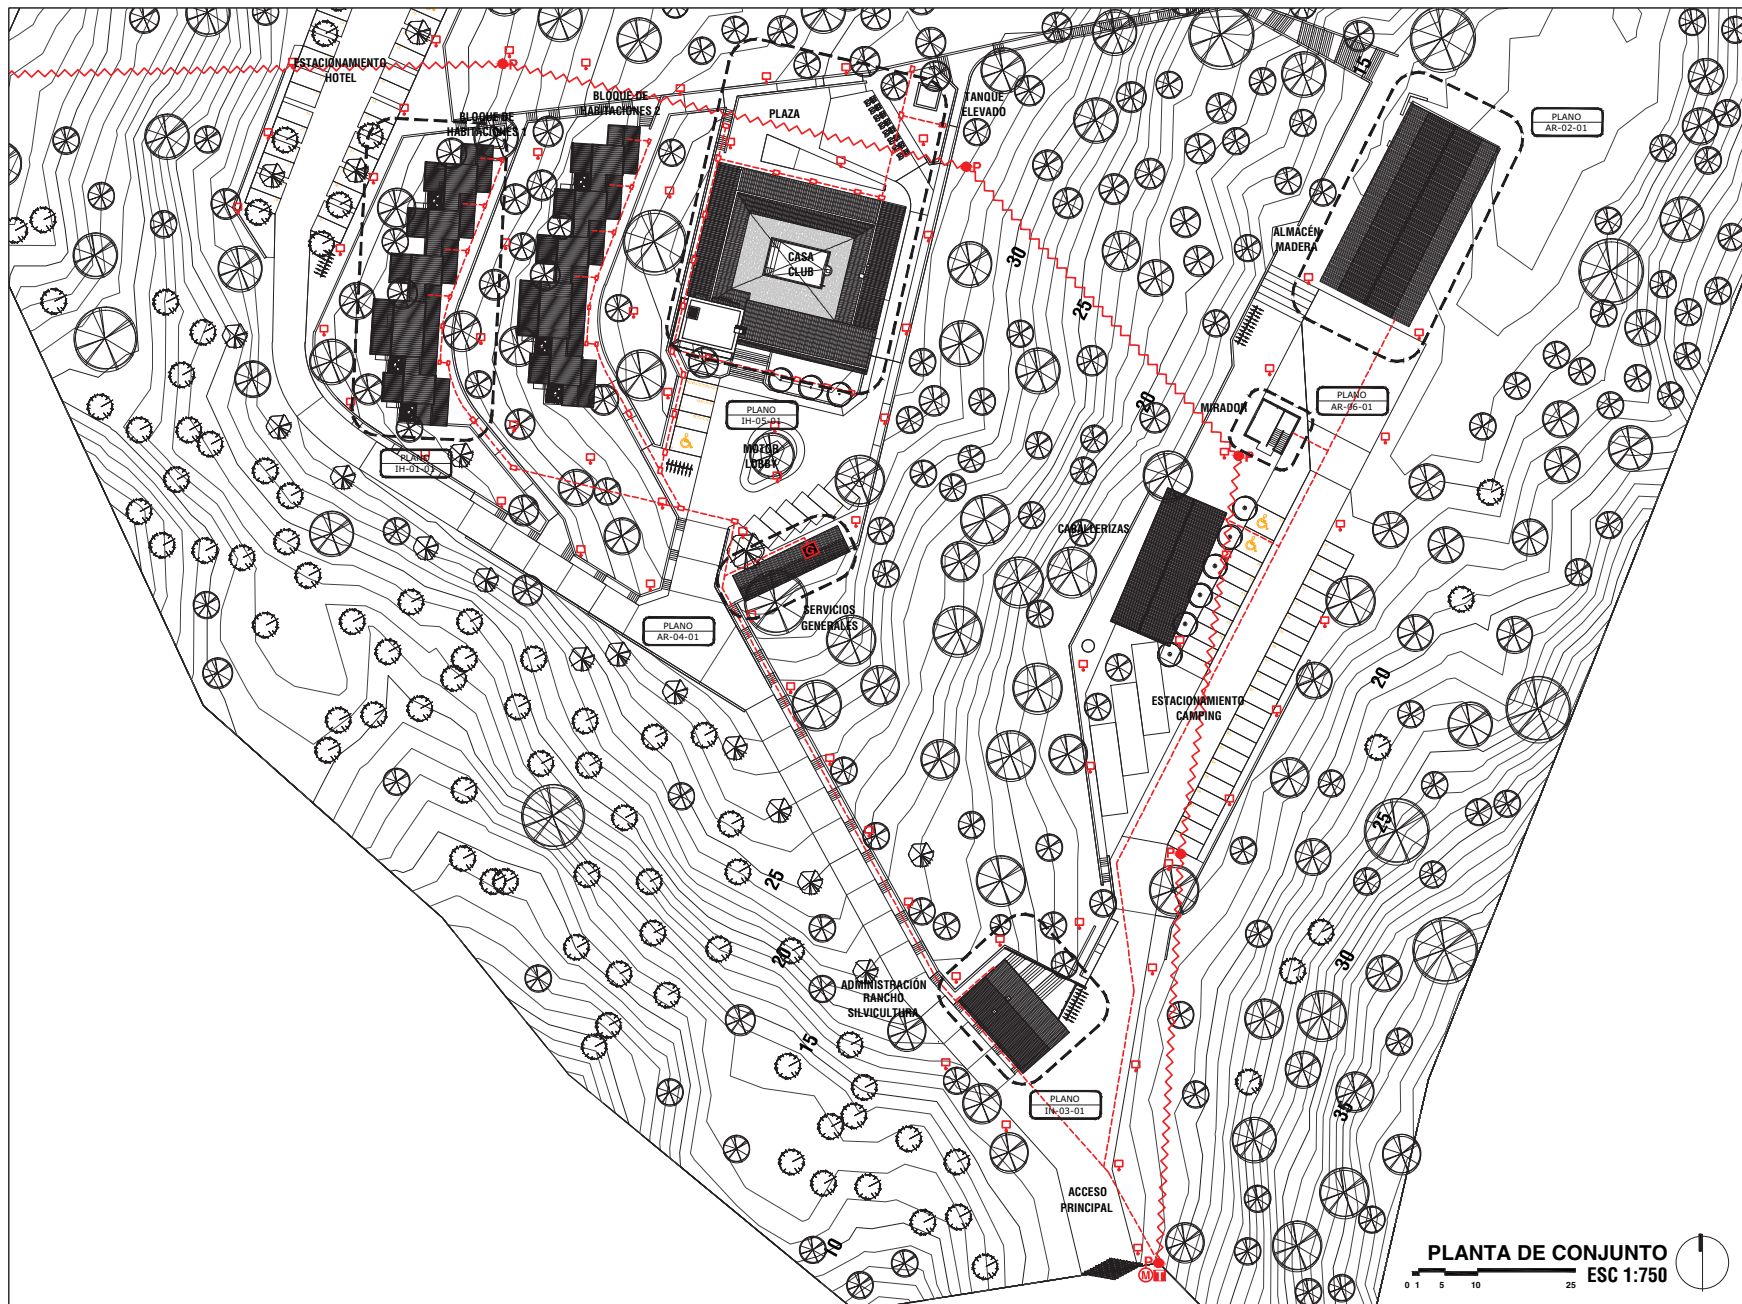 ESTACIONAMIENTO
HOTEL
P
BLOQUE DE
HABITACIONES 1
BLOQUE DE
HABITACIONES 2
PLAZA
TANQUE
ELEVADO
15
PLANO
AR-02-01
P
30
25
20
ALMACÉN
MADERA
CASA
CLUB
MIRADOR
PLANO
AR-06-01
PLANO
IH-05-01
PLANO
IH-01-01
MOTOR
LOBBY
P
CABALLERIZAS
G
SERVICIOS
GENERALES
PLANO
AR-04-01
ESTACIONAMIENTO
CAMPING
20
25
P
25
20
15
10
30
35
ADMINISTRACIÓN
RANCHO
SILVICULTURA
PLANO
IN-03-01
ACCESO
PRINCIPAL
P
M T
PLANTA DE CONJUNTO
ESC 1:750
0 1 5 10 25